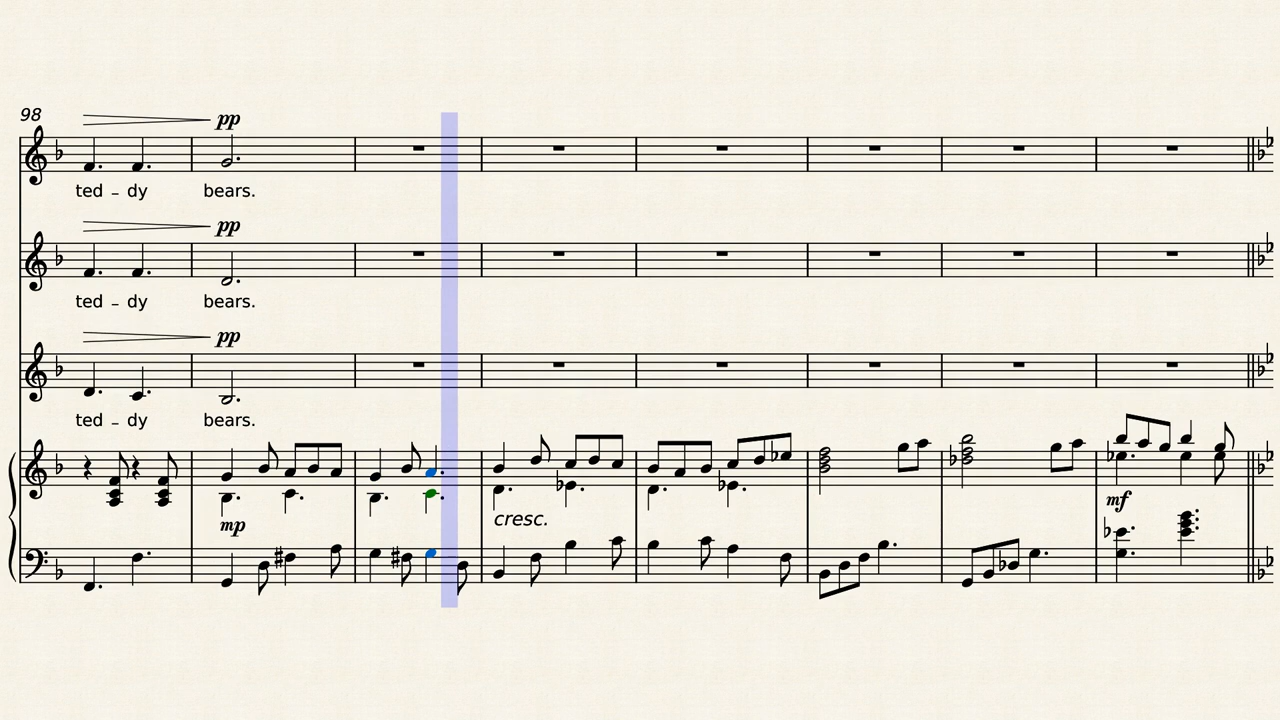 98
pp
ted – dy bears.
pp
ted – dy bears.
pp
ted – dy bears.
mp
cresc.
mf